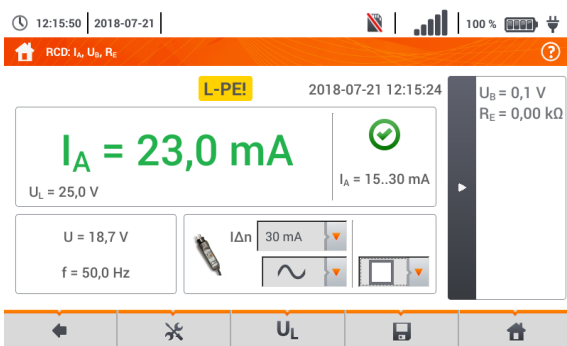 12:15:50 2018-07-21 100 %
RCD: IA, UB, RE
L-PE! 2018-07-21 12:15:24
IA = 23,0 mA
UL = 25,0 V
IA = 15..30 mA
UB = 0,1 V
RE = 0,00 kΩ
U = 18,7 V
f = 50,0 Hz
IΔn 30 mA
UL